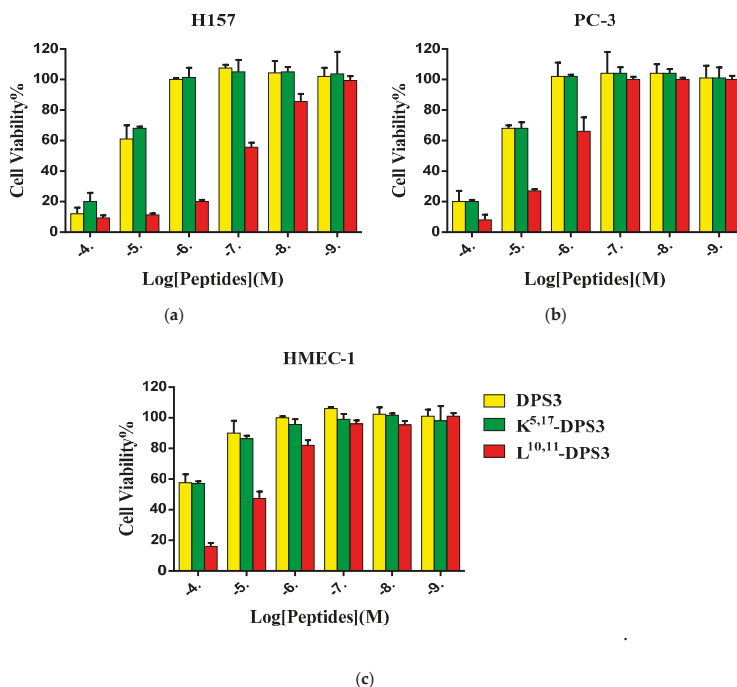 H157
120
100
80
60
40
20
0
Cell Viability%
-4. -5. -6. -7. -8. -9.
Log[Peptides](M)
(a)
PC-3
120
100
80
60
40
20
0
Cell Viability%
-4. -5. -6. -7. -8. -9.
Log[Peptides](M)
(b)
HMEC-1
120
100
80
60
40
20
0
Cell Viability%
-4. -5. -6. -7. -8. -9.
Log[Peptides](M)
DPS3
K5,17-DPS3
L10,11-DPS3
(c)